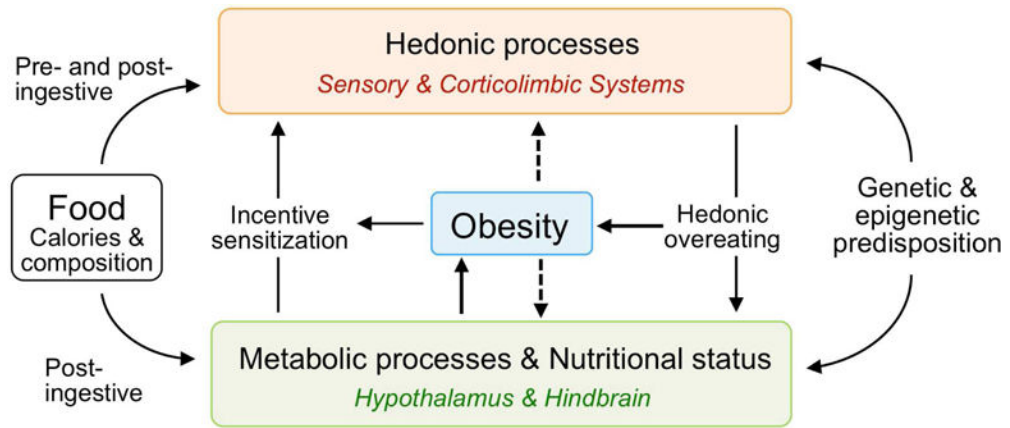 Hedonic processes
Sensory & Corticolimbic Systems
Pre- and post-
ingestive
Food
Calories &
composition
Incentive
sensitization
Obesity
Hedonic
overeating
Genetic &
epigenetic
predisposition
Post-
ingestive
Metabolic processes & Nutritional status
Hypothalamus & Hindbrain